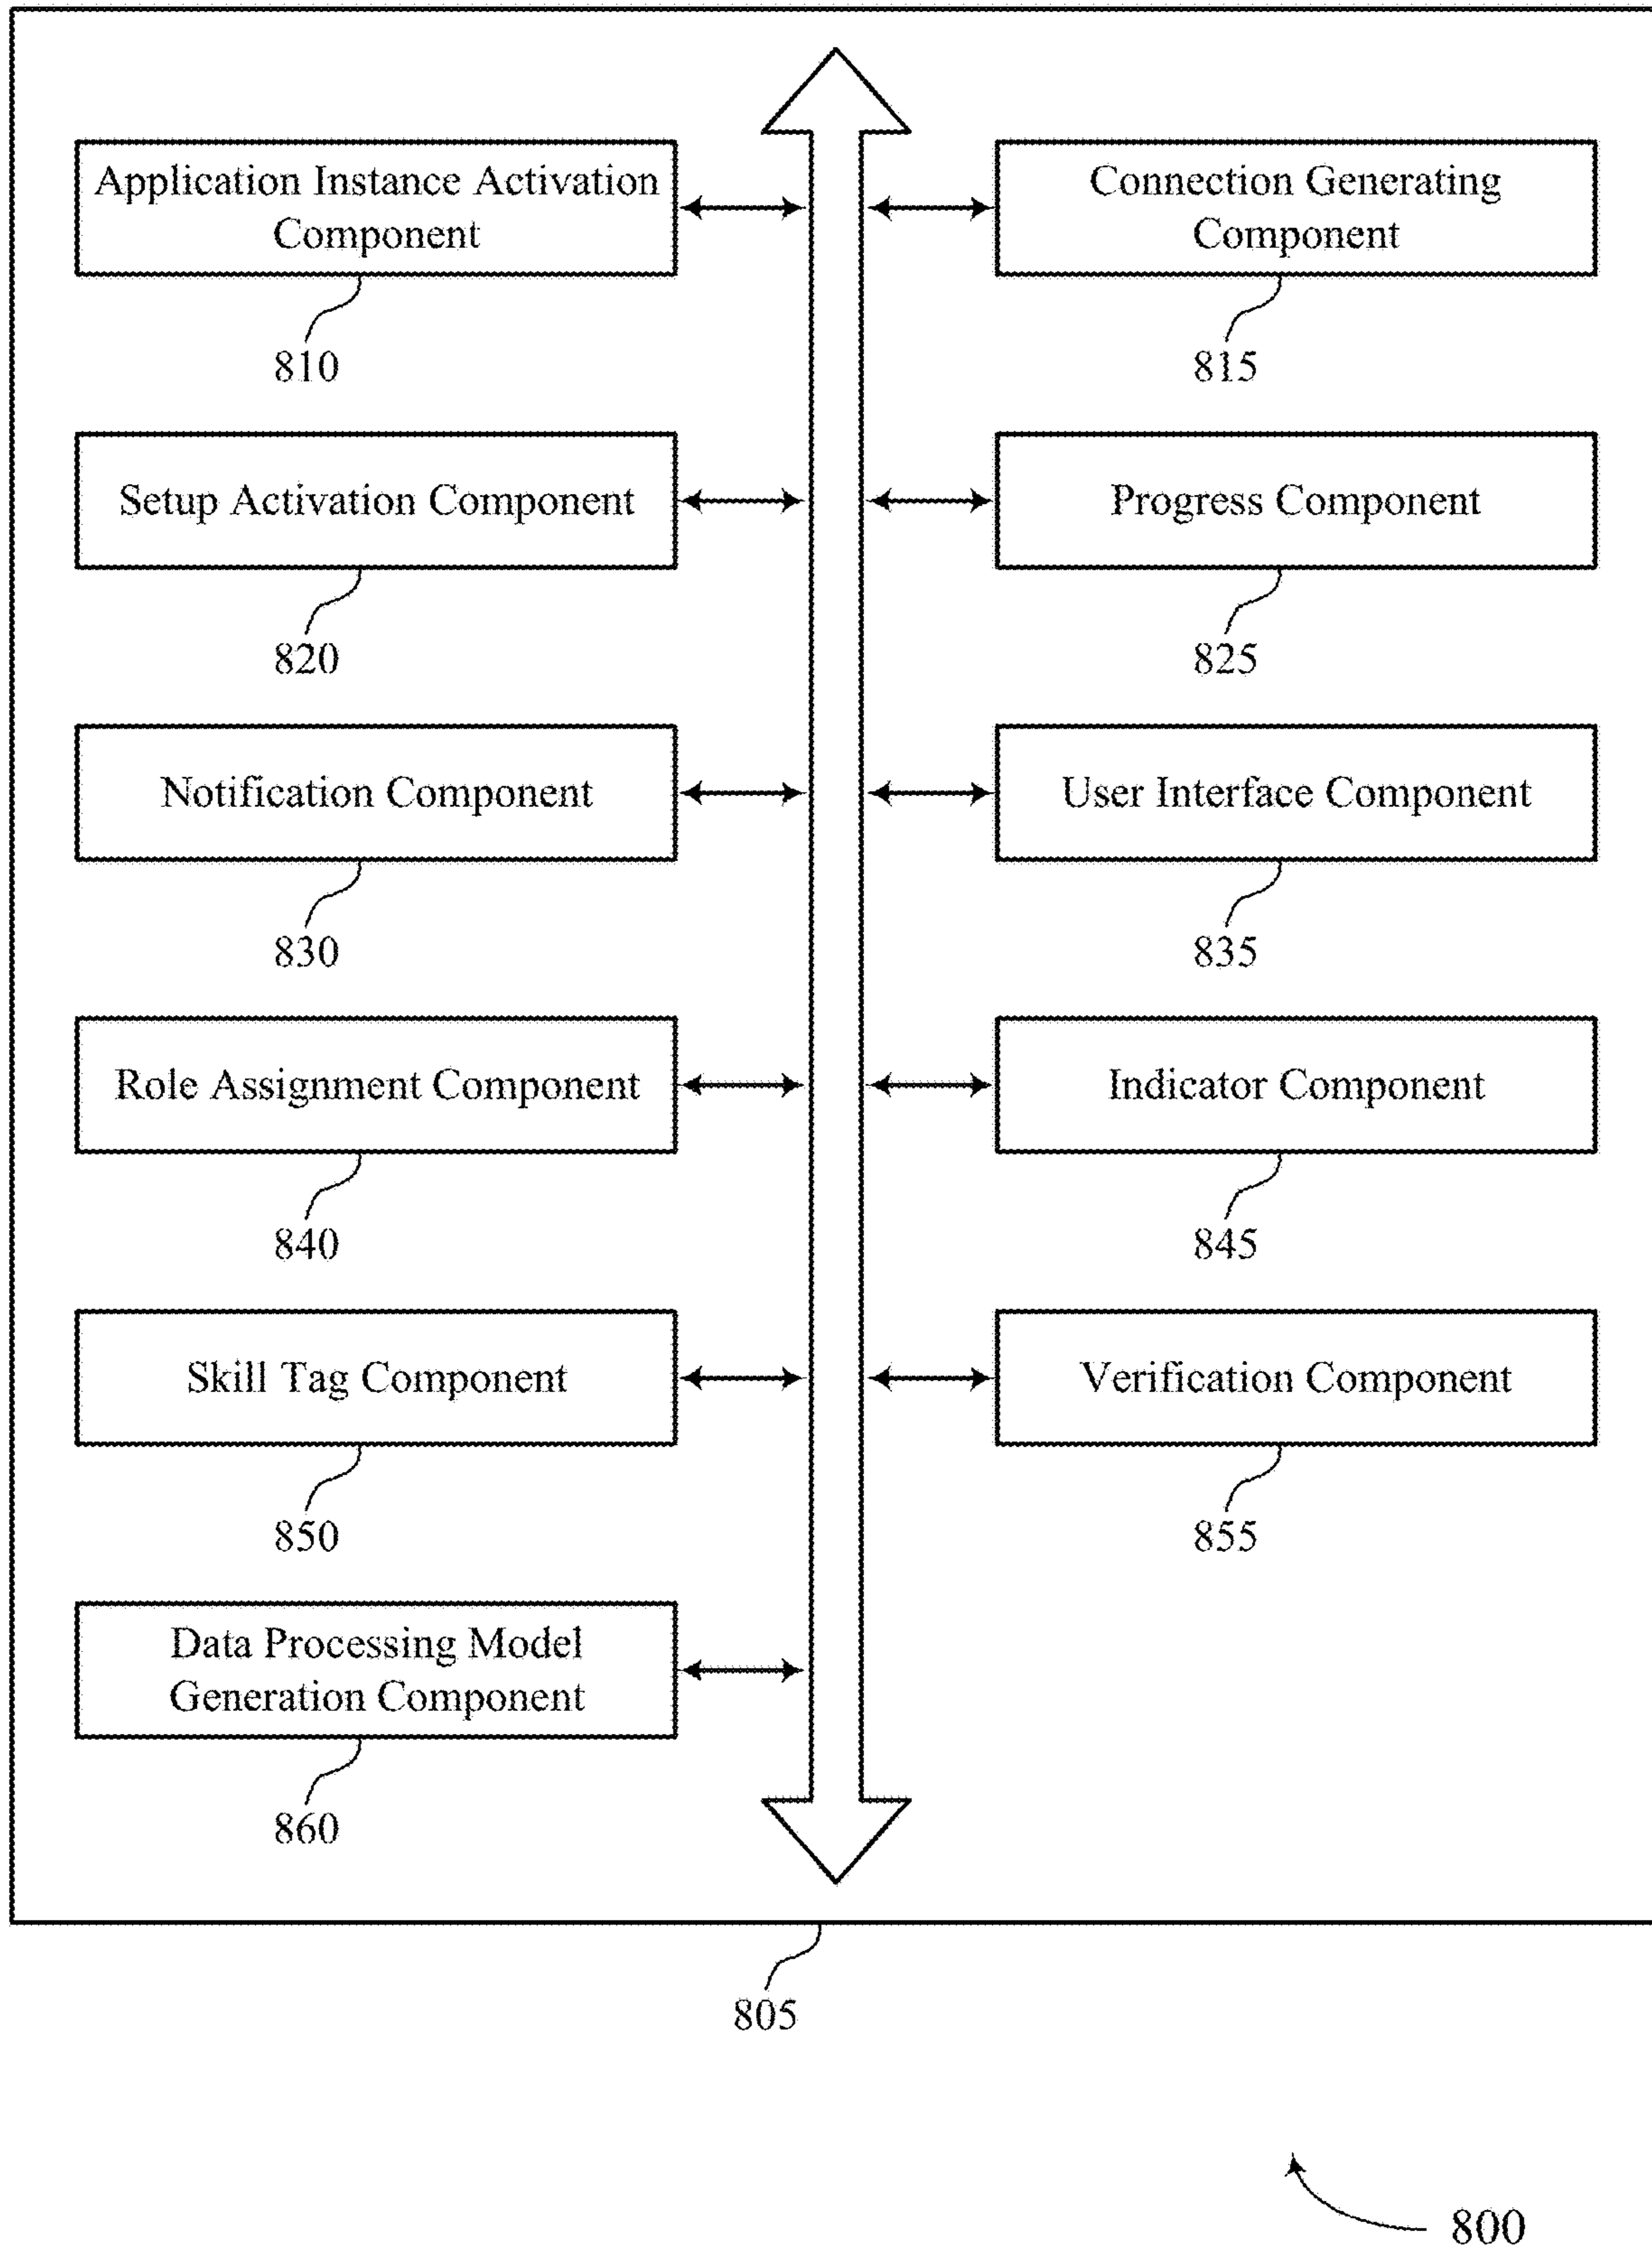 Application Instance Activation
Component
810
Connection Generating
Component
815
Setup Activation Component
820
Progress Component
825
Notification Component
830
User Interface Component
835
Role Assignment Component
840
Indicator Component
845
Skill Tag Component
850
Verification Component
855
Data Processing Model
Generation Component
860
805
800